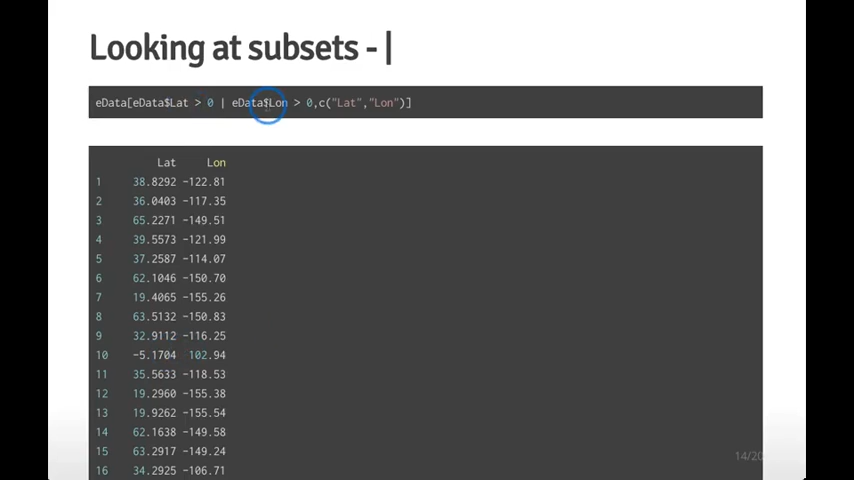 Looking at subsets - |
eData[eData$Lat > 0 | eData$Lon > 0,c("Lat","Lon")]
Lat Lon
1 38.8292 -122.81
2 36.0403 -117.35
3 65.2271 -149.51
4 39.5573 -121.99
5 37.2587 -114.07
6 62.1046 -150.70
7 19.4065 -155.26
8 63.5132 -150.83
9 32.9112 -116.25
10 -5.1704 102.94
11 35.5633 -118.53
12 19.2960 -155.38
13 19.9262 -155.54
14 62.1638 -149.58
15 63.2917 -149.24
16 34.2925 -106.71
14/20